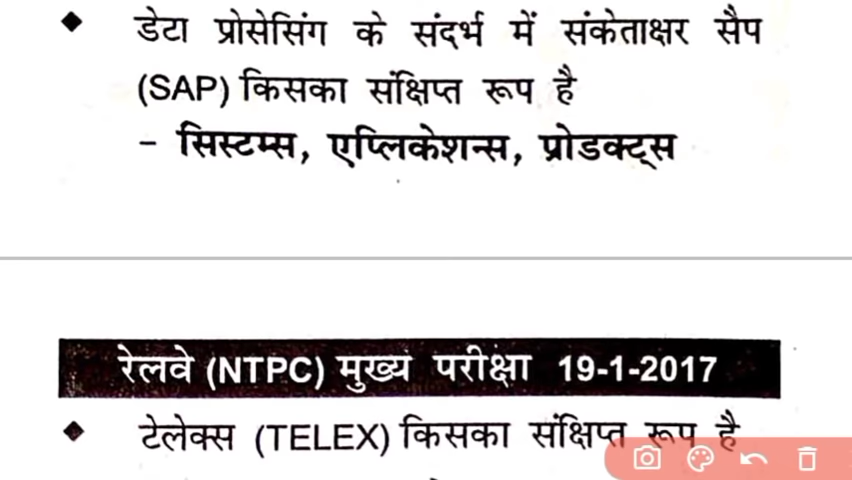 ◆ डेटा प्रोसेसिंग के संदर्भ में संकेताक्षर सैप
(SAP) किसका संक्षिप्त रूप है
- सिस्टम्स, एप्लिकेशन्स, प्रोडक्ट्स
रेलवे (NTPC) मुख्य परीक्षा 19-1-2017
◆ टेलेक्स (TELEX) किसका संक्षिप्त रूप है